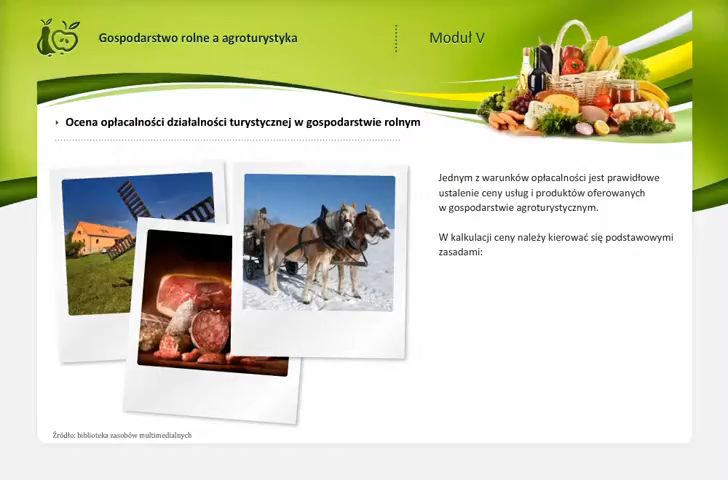 Gospodarstwo rolne a agroturystyka
Moduł V
Ocena opłacalności działalności turystycznej w gospodarstwie rolnym
Jednym z warunków opłacalności jest prawidłowe
ustalenie ceny usług i produktów oferowanych
w gospodarstwie agroturystycznym.
W kalkulacji ceny należy kierować się podstawowymi
zasadami:
Źródło: biblioteka zasobów multimedialnych